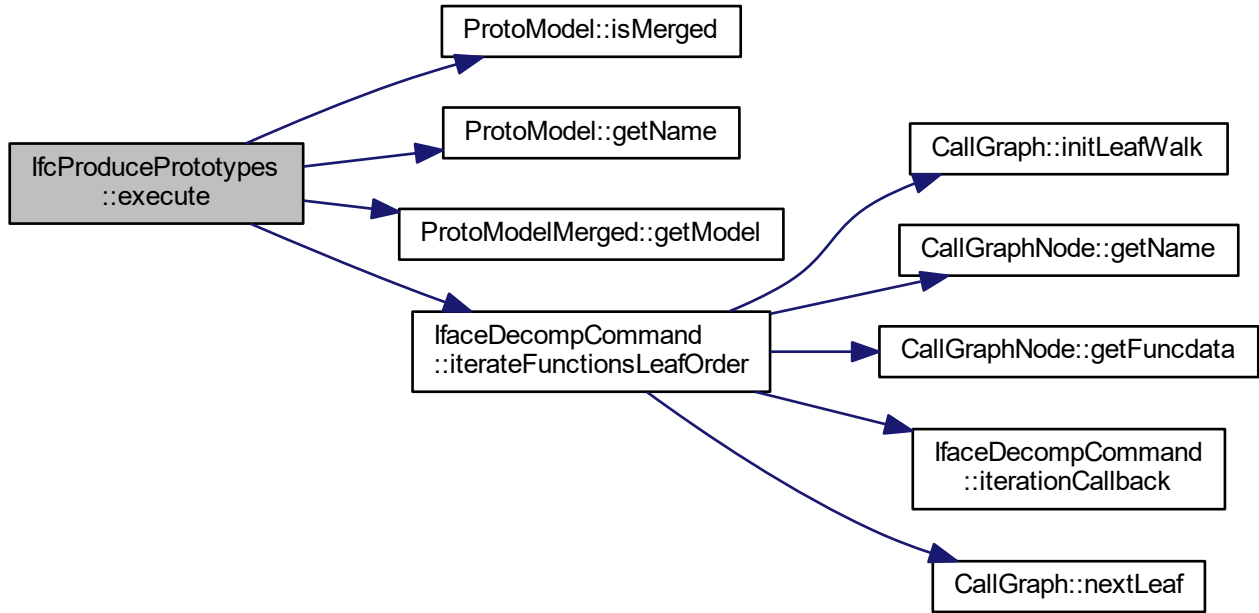 ProtoModel::isMerged
ProtoModel::getName
IfcProducePrototypes
::execute
ProtoModelMerged::getModel
IfaceDecompCommand
::iterateFunctionsLeafOrder
CallGraph::initLeafWalk
CallGraphNode::getName
CallGraphNode::getFuncdata
IfaceDecompCommand
::iterationCallback
CallGraph::nextLeaf